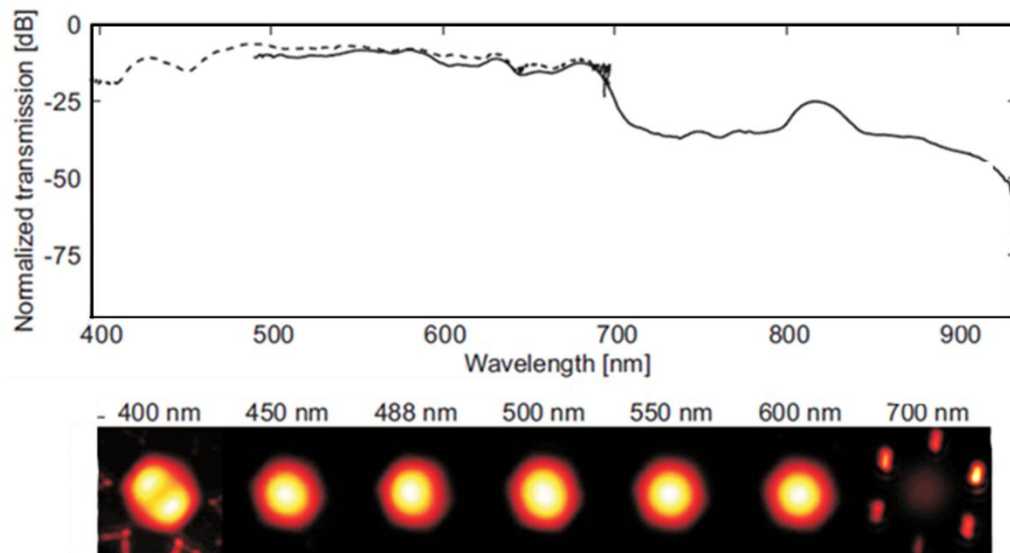 Normalized transmission [dB]
0
-25
-50
-75
400 500 600 700 800 900
Wavelength [nm]
400 nm 450 nm 488 nm 500 nm 550 nm 600 nm 700 nm